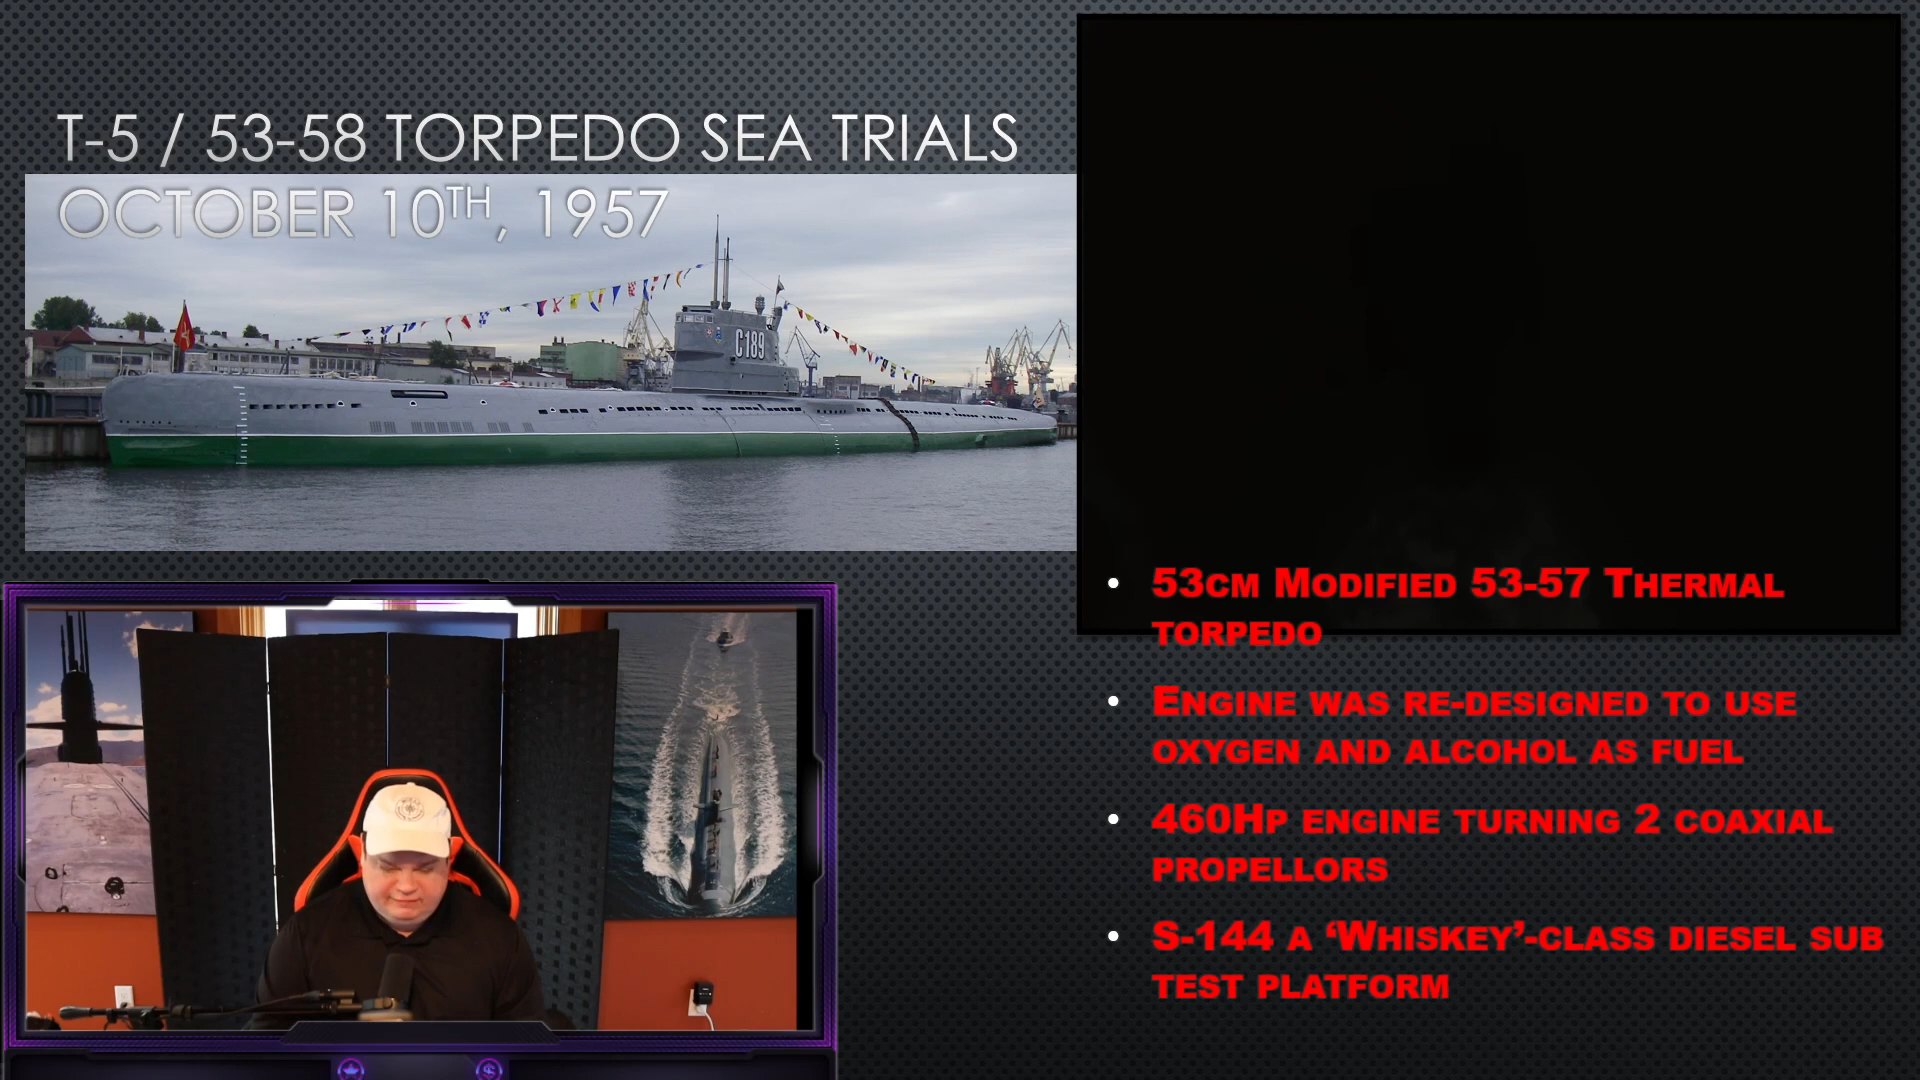 T-5 / 53-58 TORPEDO SEA TRIALS
OCTOBER 10TH, 1957
C189
• 53CM MODIFIED 53-57 THERMAL
TORPEDO
• ENGINE WAS RE-DESIGNED TO USE
OXYGEN AND ALCOHOL AS FUEL
• 460HP ENGINE TURNING 2 COAXIAL
PROPELLORS
• S-144 A ‘WHISKEY’-CLASS DIESEL SUB
TEST PLATFORM